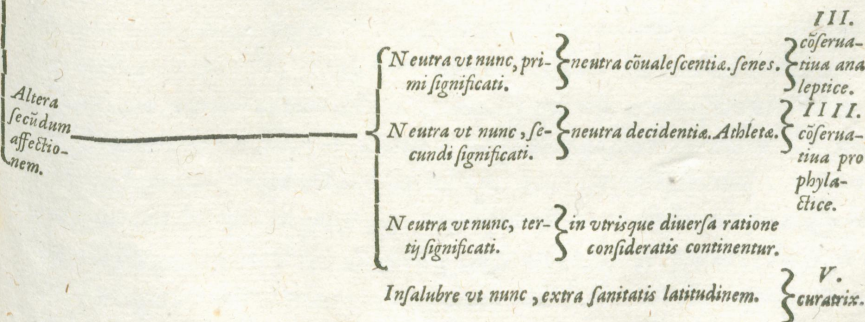 Altera
ſecũdum
affectio-
nem.
Neutra vt nunc, pri-
mi ſignificati.
neutra cõualeſcentiæ. ſenes.
III.
cõſerua-
tiua ana
leptice.
Neutra vt nunc, ſe-
cundi ſignificati.
neutra decidentiæ. Athletæ.
IIII.
cõſerua-
tiua pro
phyla-
ctice.
Neutra vt nunc, ter-
tij ſignificati.
in vtrisque diuerſa ratione
conſideratis continentur.
Inſalubre vt nunc, extra ſanitatis latitudinem.
V.
curatrix.